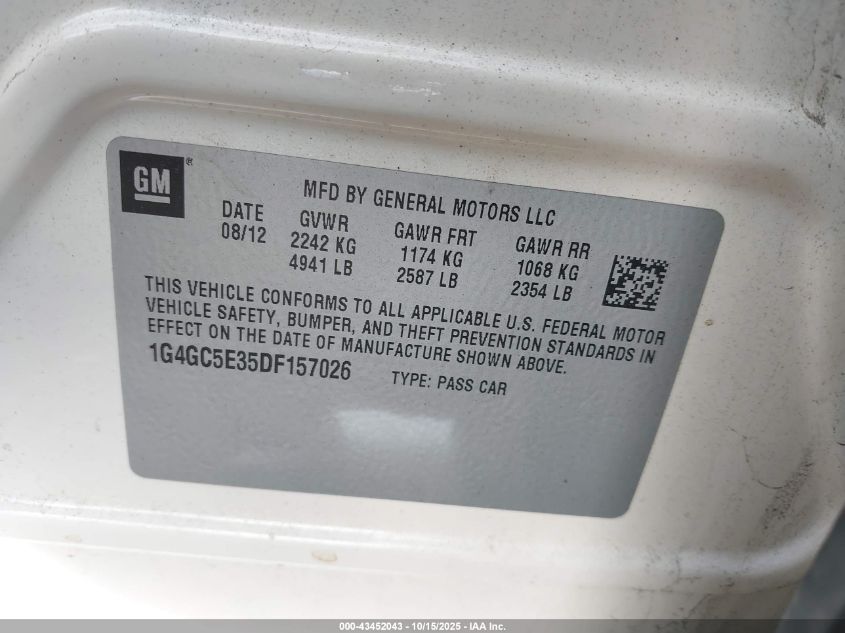 GM®
MFD BY GENERAL MOTORS LLC
DATE GVWR GAWR FRT GAWR RR
08/12 2242 KG 1174 KG 1068 KG
4941 LB 2587 LB 2354 LB
THIS VEHICLE CONFORMS TO ALL APPLICABLE U.S. FEDERAL MOTOR
VEHICLE SAFETY, BUMPER, AND THEFT PREVENTION STANDARDS IN
EFFECT ON THE DATE OF MANUFACTURE SHOWN ABOVE.
1G4GC5E35DF157026 TYPE: PASS CAR
000-43452043 - 10/15/2025 - IAA Inc.